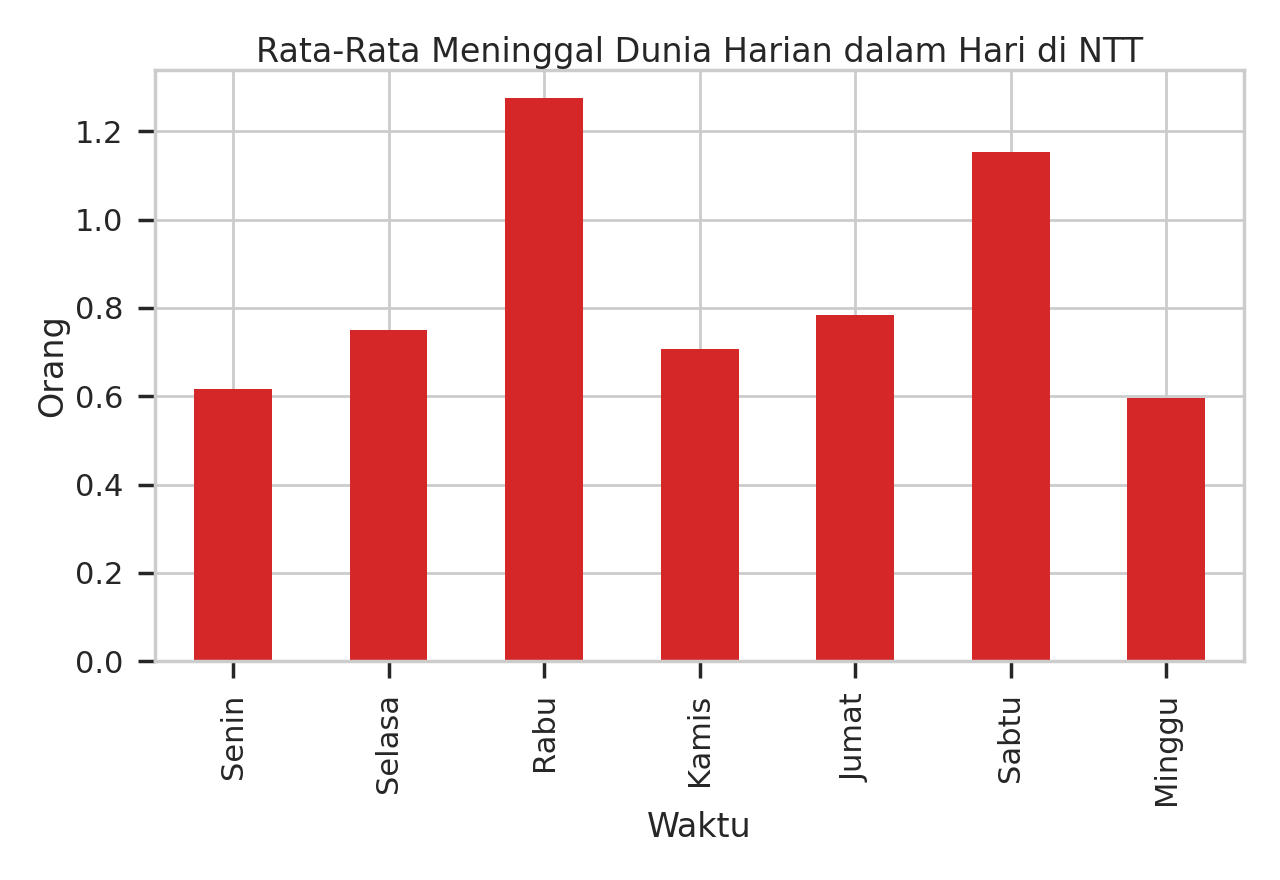 Rata-Rata Meninggal Dunia Harian dalam Hari di NTT
Orang
1.2
1.0
0.8
0.6
0.4
0.2
0.0
Senin
Selasa
Rabu
Kamis
Jumat
Sabtu
Minggu
Waktu